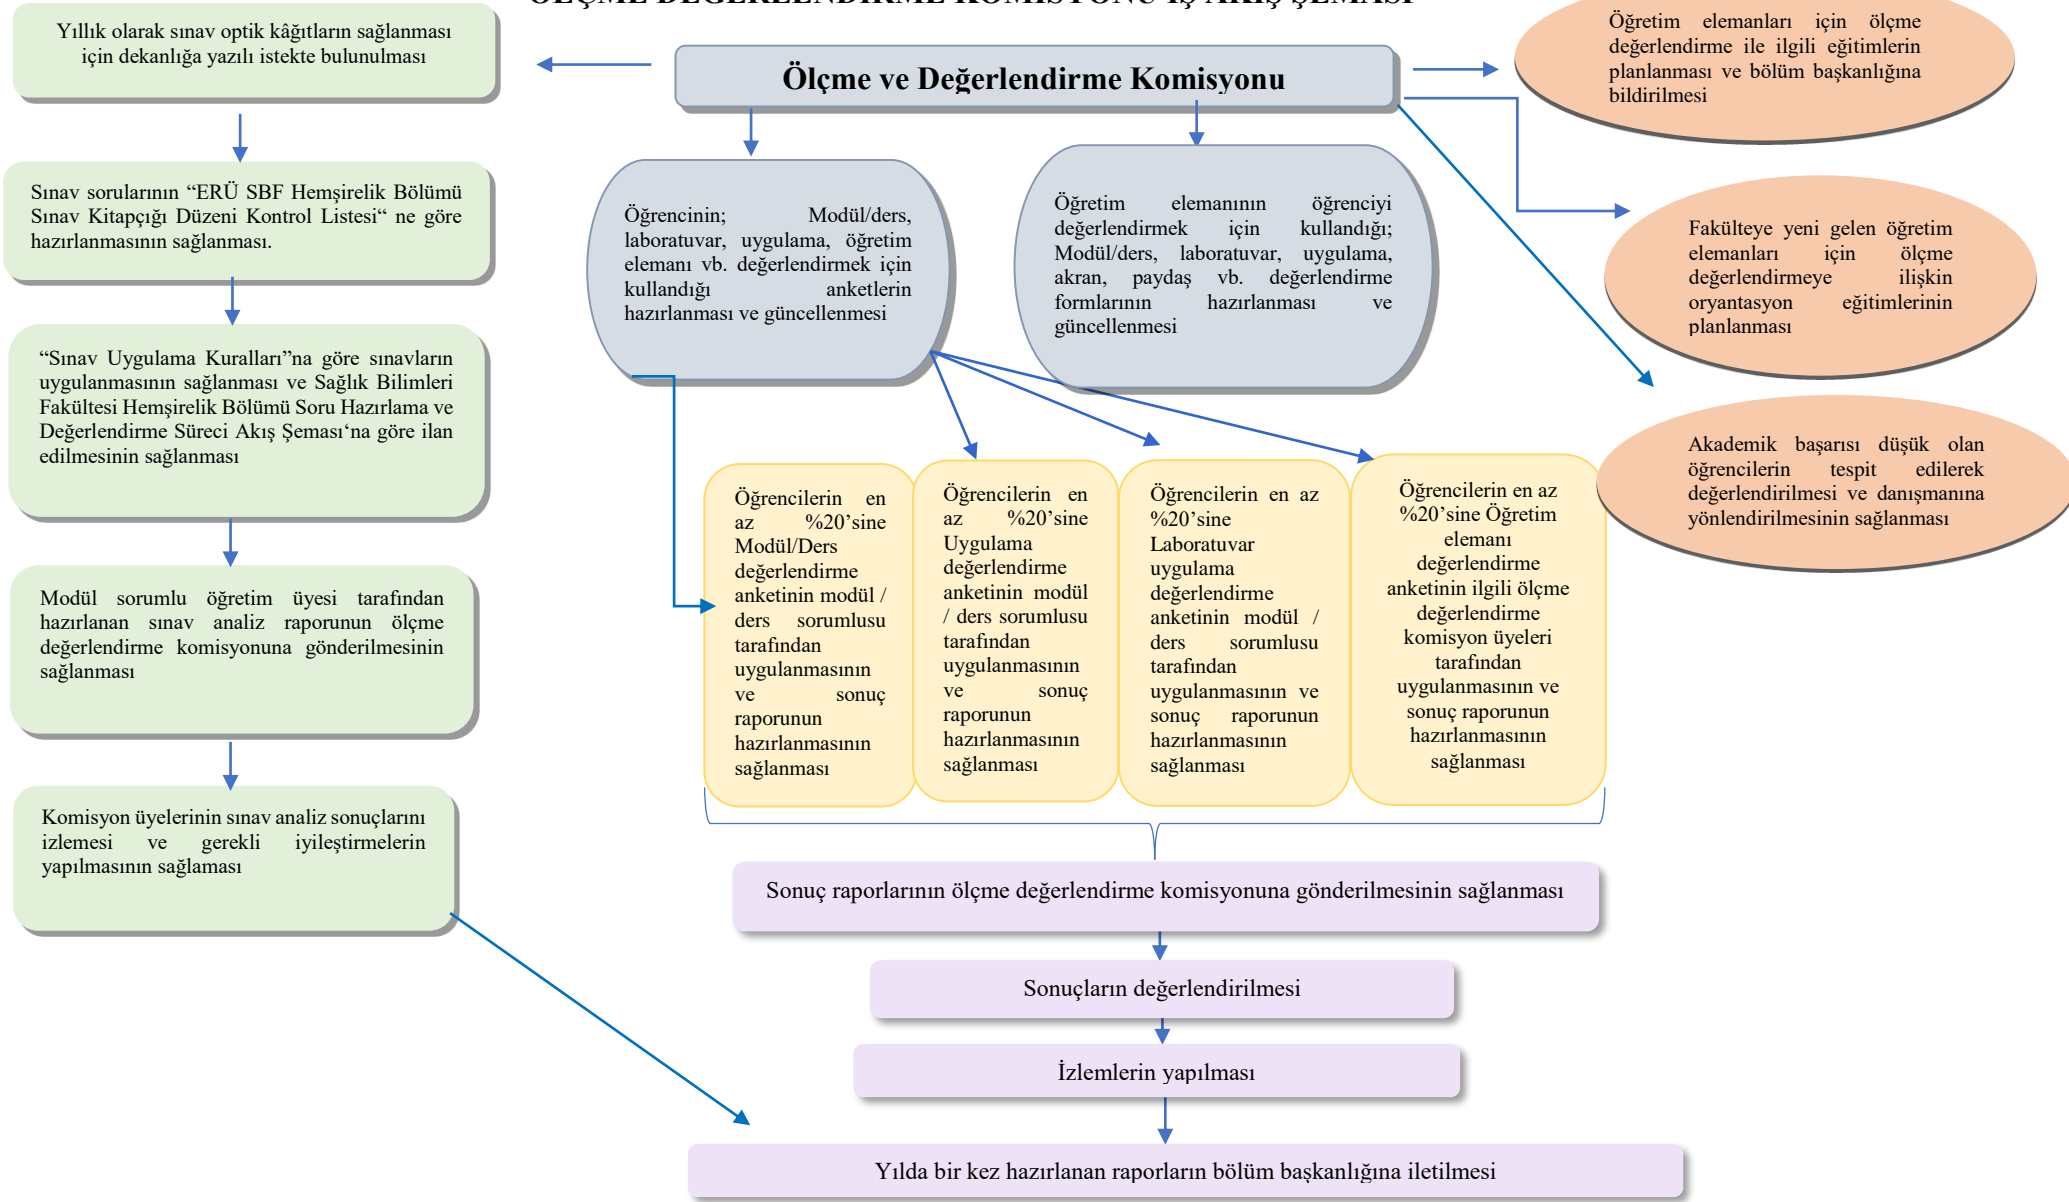 ÖLÇME DEĞERLENDİRME KOMİSYONU İŞ AKIŞ ŞEMASI
Yıllık olarak sınav optik kâğıtların sağlanması
için dekanlığa yazılı istekte bulunulması
Ölçme ve Değerlendirme Komisyonu
Öğretim elemanları için ölçme
değerlendirme ile ilgili eğitimlerin
planlanması ve bölüm başkanlığına
bildirilmesi
Sınav sorularının “ERÜ SBF Hemşirelik Bölümü
Sınav Kitapçığı Düzeni Kontrol Listesi“ ne göre
hazırlanmasının sağlanması.
Öğrencinin; Modül/ders,
laboratuvar, uygulama, öğretim
elemanı vb. değerlendirmek için
kullandığı anketlerin
hazırlanması ve güncellenmesi
Öğretim elemanının öğrenciyi
değerlendirmek için kullandığı;
Modül/ders, laboratuvar, uygulama,
akran, paydaş vb. değerlendirme
formlarının hazırlanması ve
güncellenmesi
Fakülteye yeni gelen öğretim
elemanları için ölçme
değerlendirmeye ilişkin
oryantasyon eğitimlerinin
planlanması
“Sınav Uygulama Kuralları”na göre sınavların
uygulanmasının sağlanması ve Sağlık Bilimleri
Fakültesi Hemşirelik Bölümü Soru Hazırlama ve
Değerlendirme Süreci Akış Şeması‘na göre ilan
edilmesinin sağlanması
Akademik başarısı düşük olan
öğrencilerin tespit edilerek
değerlendirilmesi ve danışmanına
yönlendirilmesinin sağlanması
Modül sorumlu öğretim üyesi tarafından
hazırlanan sınav analiz raporunun ölçme
değerlendirme komisyonuna gönderilmesinin
sağlanması
Öğrencilerin en
az %20’sine
Modül/Ders
değerlendirme
anketinin modül /
ders sorumlusu
tarafından
uygulanmasının
ve sonuç
raporunun
hazırlanmasının
sağlanması
Öğrencilerin en
az %20’sine
Uygulama
değerlendirme
anketinin modül
/ ders sorumlusu
tarafından
uygulanmasının
ve sonuç
raporunun
hazırlanmasının
sağlanması
Öğrencilerin en az
%20’sine
Laboratuvar
uygulama
değerlendirme
anketinin modül /
ders sorumlusu
tarafından
uygulanmasının ve
sonuç raporunun
hazırlanmasının
sağlanması
Öğrencilerin en az
%20’sine Öğretim
elemanı
değerlendirme
anketinin ilgili ölçme
değerlendirme
komisyon üyeleri
tarafından
uygulanmasının ve
sonuç raporunun
hazırlanmasının
sağlanması
Komisyon üyelerinin sınav analiz sonuçlarını
izlemesi ve gerekli iyileştirmelerin
yapılmasının sağlaması
Sonuç raporlarının ölçme değerlendirme komisyonuna gönderilmesinin sağlanması
Sonuçların değerlendirilmesi
İzlemlerin yapılması
Yılda bir kez hazırlanan raporların bölüm başkanlığına iletilmesi